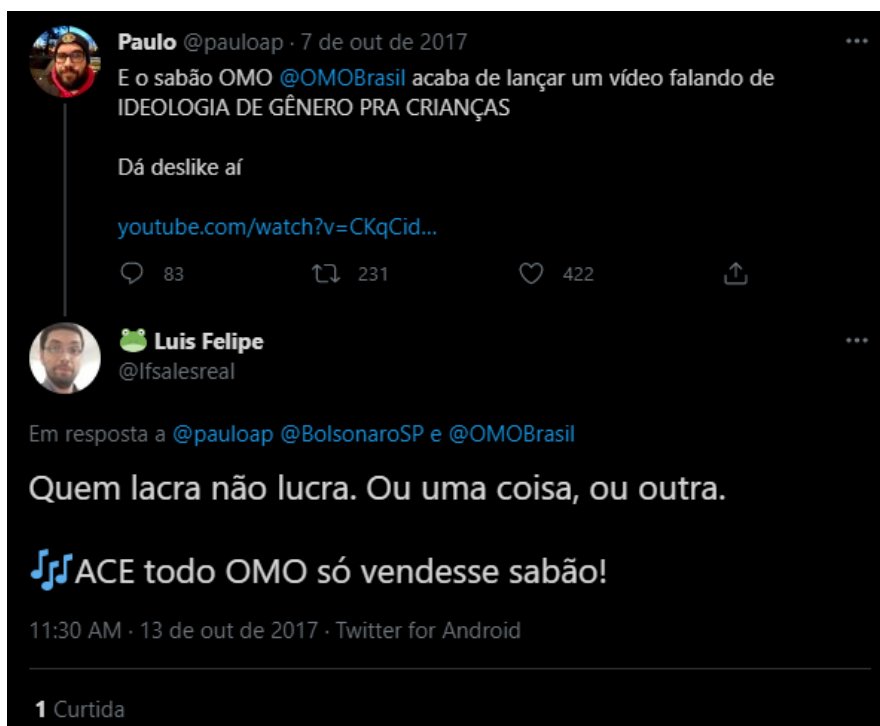 Paulo @pauloap · 7 de out de 2017
E o sabão OMO @OMOBrasil acaba de lançar um vídeo falando de
IDEOLOGIA DE GÊNERO PRA CRIANÇAS
Dá deslike aí
youtube.com/watch?v=CKqCid...
83 231 422
🐸 Luis Felipe
@lfsalesreal
Em resposta a @pauloap @BolsonaroSP e @OMOBrasil
Quem lacra não lucra. Ou uma coisa, ou outra.
🎶ACE todo OMO só vendesse sabão!
11:30 AM · 13 de out de 2017 · Twitter for Android
1 Curtida